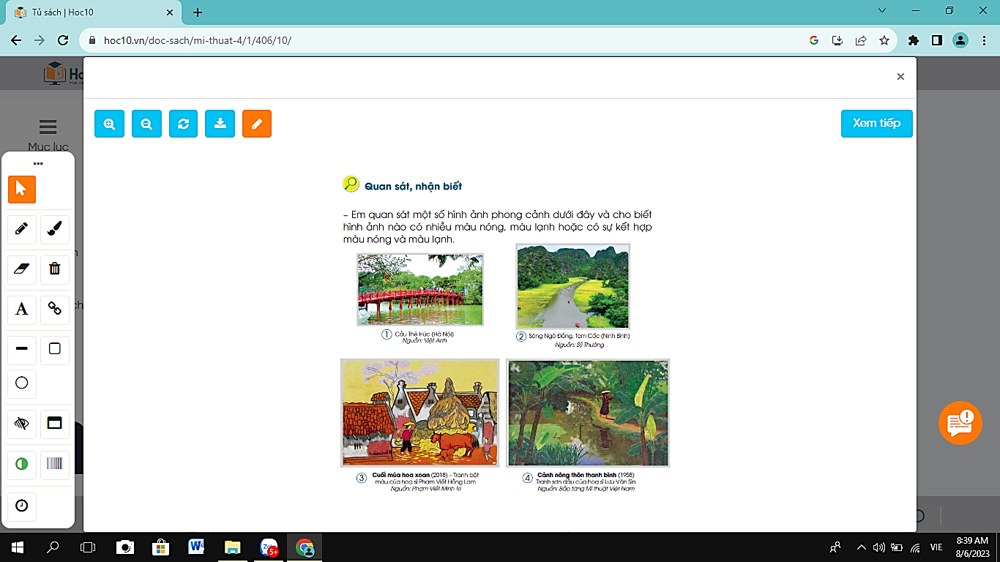 Tủ sách | Hoc10
hoc10.vn/doc-sach/mi-thuat-4/1/406/10/
Mục lục
Xem tiếp
Quan sát, nhận biết
– Em quan sát một số hình ảnh phong cảnh dưới đây và cho biết
hình ảnh nào có nhiều màu nóng, màu lạnh hoặc có sự kết hợp
màu nóng và màu lạnh.
1 Cầu Thê Húc (Hà Nội)
Nguồn: Việt Anh
2 Sông Ngô Đồng, Tam Cốc (Ninh Bình)
Nguồn: Sỹ Thường
3 Cuối mùa hoa xoan (2018) – Tranh bột
màu của hoạ sĩ Phạm Viết Hồng Lam
Nguồn: Phạm Viết Minh Tri
4 Cảnh nông thôn thanh bình (1958)
Tranh sơn dầu của hoạ sĩ Lưu Văn Sìn
Nguồn: Bảo tàng Mĩ thuật Việt Nam
A
5+
VIE
8:39 AM
8/6/2023